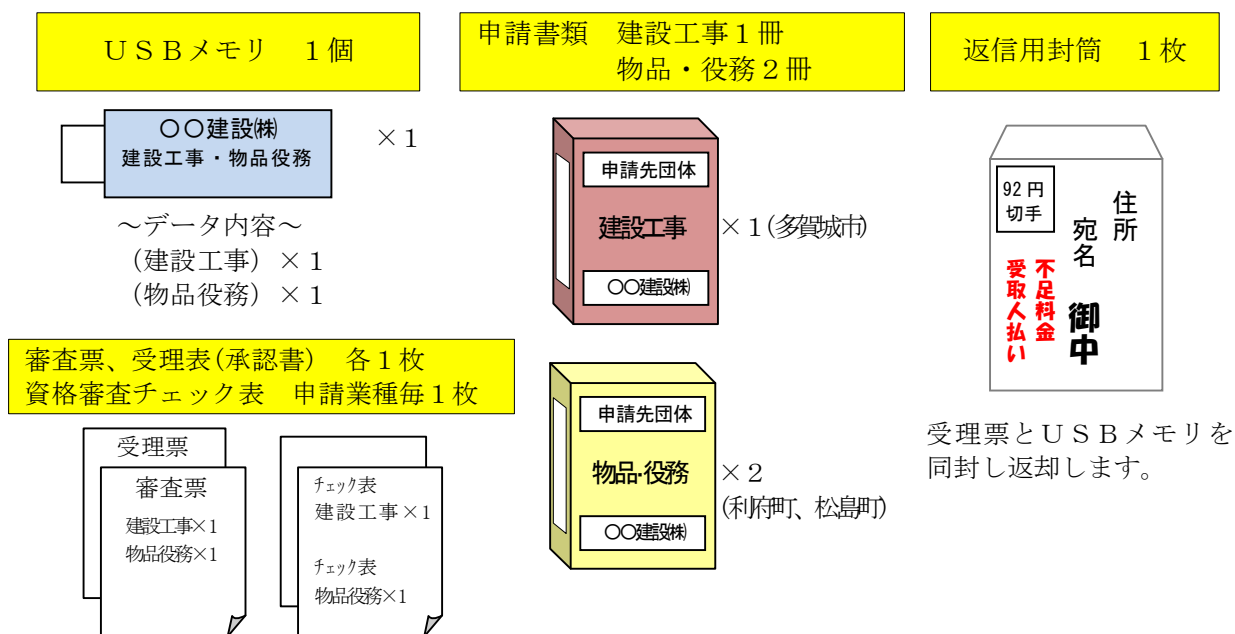 ＵＳＢメモリ　１個
〇〇建設㈱
建設工事・物品役務
×１
～データ内容～
（建設工事）×１
（物品役務）×１
審査票、受理表(承認書)　各１枚
資格審査チェック表　申請業種毎１枚
受理票
審査票
建設工事×1
物品役務×1
ﾁｪｯｸ表
建設工事×1
ﾁｪｯｸ表
物品役務×1
申請書類　建設工事１冊
物品・役務２冊
申請先団体
建設工事
〇〇建設㈱
×１(多賀城市)
申請先団体
物品・役務
〇〇建設㈱
×２
(利府町、松島町)
返信用封筒　１枚
92円
切手
住所
宛名　御中
不足料金
受取人払い
受理票とＵＳＢメモリを
同封し返却します。